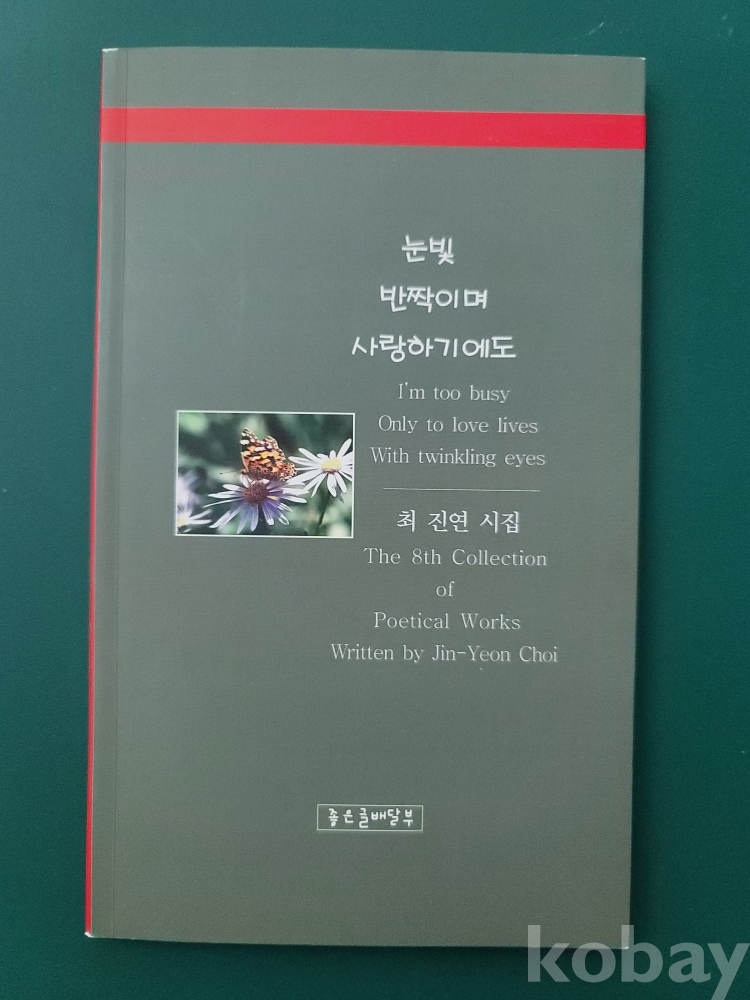 눈빛
반짝이며
사랑하기에도
I'm too busy
Only to love lives
With twinkling eyes
최 진연 시집
The 8th Collection
of
Poetical Works
Written by Jin-Yeon Choi
좋은글배달부
kobay